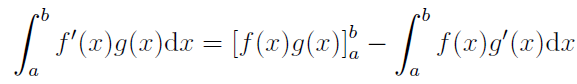 ∫_a^b f′(x)g(x)dx = [f(x)g(x)]_a^b − ∫_a^b f(x)g′(x)dx